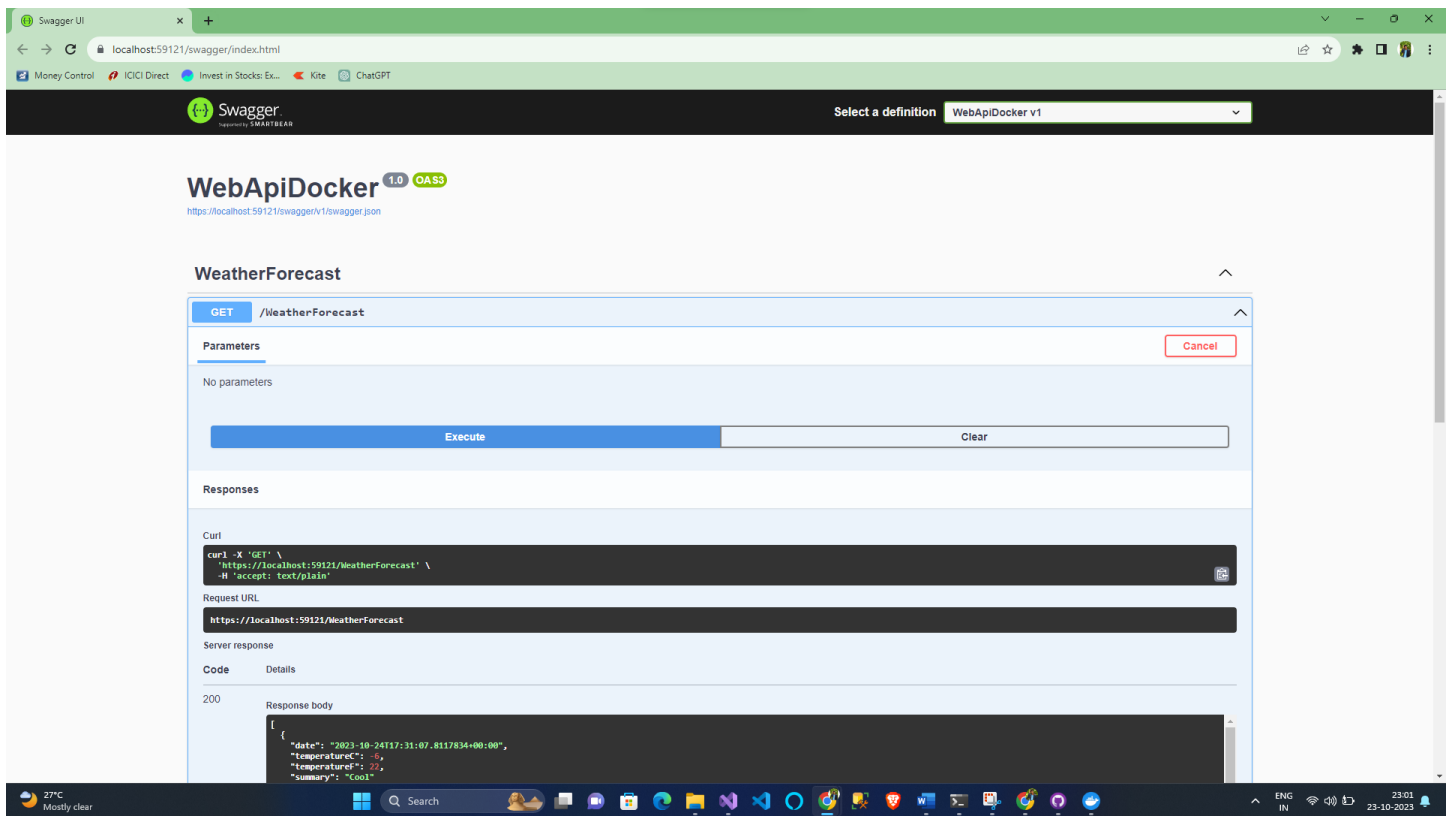 Swagger UI
localhost:59121/swagger/index.html
Money Control
ICICI Direct
Invest in Stocks: Ex...
Kite
ChatGPT
Swagger.
Supported by SMARTBEAR
Select a definition
WebApiDocker v1
WebApiDocker 1.0 OAS3
https://localhost:59121/swagger/v1/swagger.json
WeatherForecast
GET /WeatherForecast
Parameters
Cancel
No parameters
Execute
Clear
Responses
Curl
curl -X 'GET' \
'https://localhost:59121/WeatherForecast' \
-H 'accept: text/plain'
Request URL
https://localhost:59121/WeatherForecast
Server response
Code Details
200
Response body
[
{
"date": "2023-10-24T17:31:07.8117834+00:00",
"temperatureC": -6,
"temperatureF": 22,
"summary": "Cool"
27°C
Mostly clear
Search
ENG
IN
23:01
23-10-2023